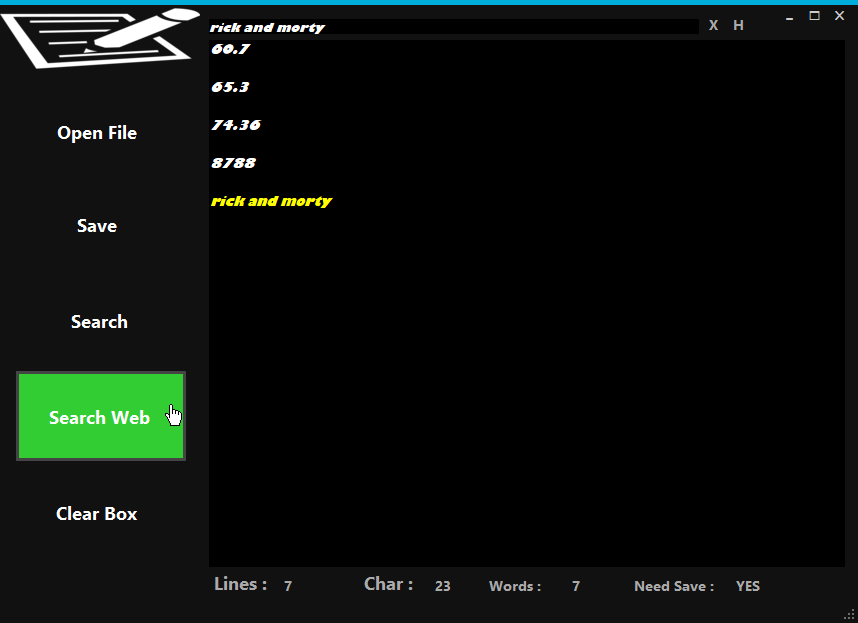 rick and morty X H
60.7
65.3
74.36
8788
rick and morty
Open File
Save
Search
Search Web
Clear Box
Lines : 7 Char : 23 Words : 7 Need Save : YES